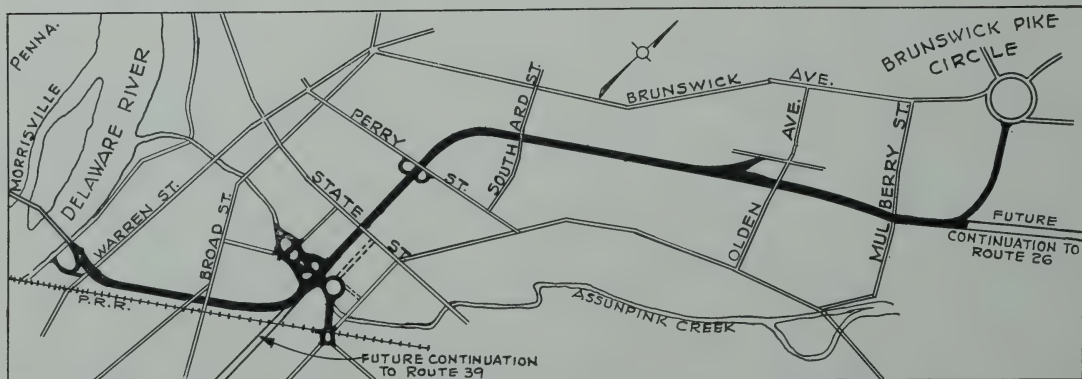 PENNA.
MORRISVILLE
DELAWARE RIVER
WARREN ST.
BROAD ST.
P.R.R.
STATE ST.
PERRY ST.
SOUTHARD ST.
BRUNSWICK AVE.
OLDEN AVE.
MULBERRY ST.
BRUNSWICK PIKE
CIRCLE
ASSUNPINK CREEK
FUTURE
CONTINUATION TO
ROUTE 26
FUTURE CONTINUATION
TO ROUTE 39